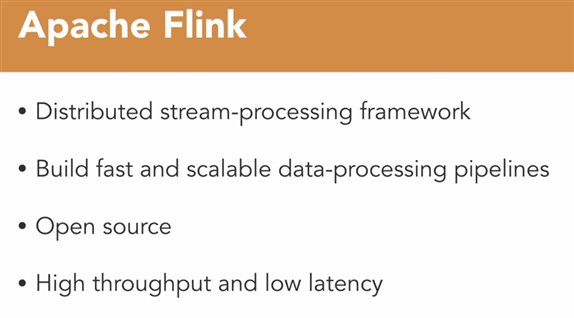 Apache Flink
• Distributed stream-processing framework
• Build fast and scalable data-processing pipelines
• Open source
• High throughput and low latency